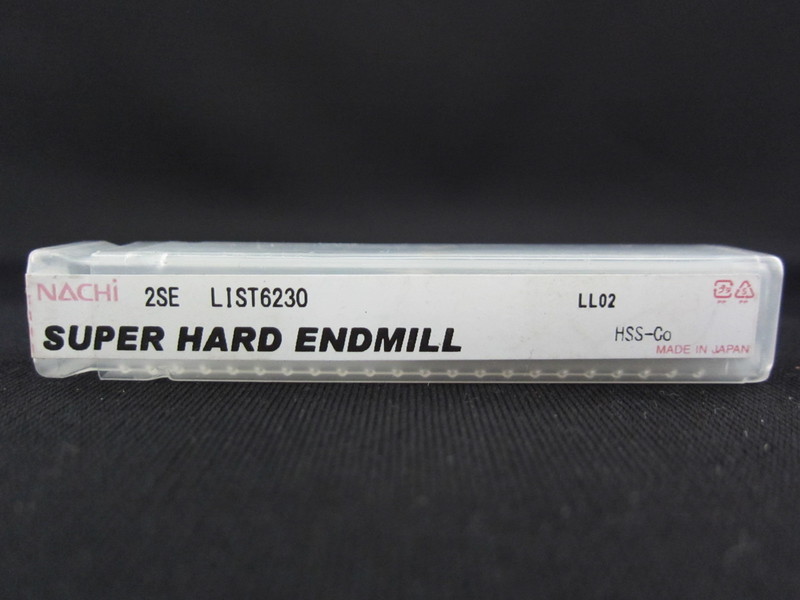 NACHi 2SE LIST6230 LL02
SUPER HARD ENDMILL HSS-Co
MADE IN JAPAN